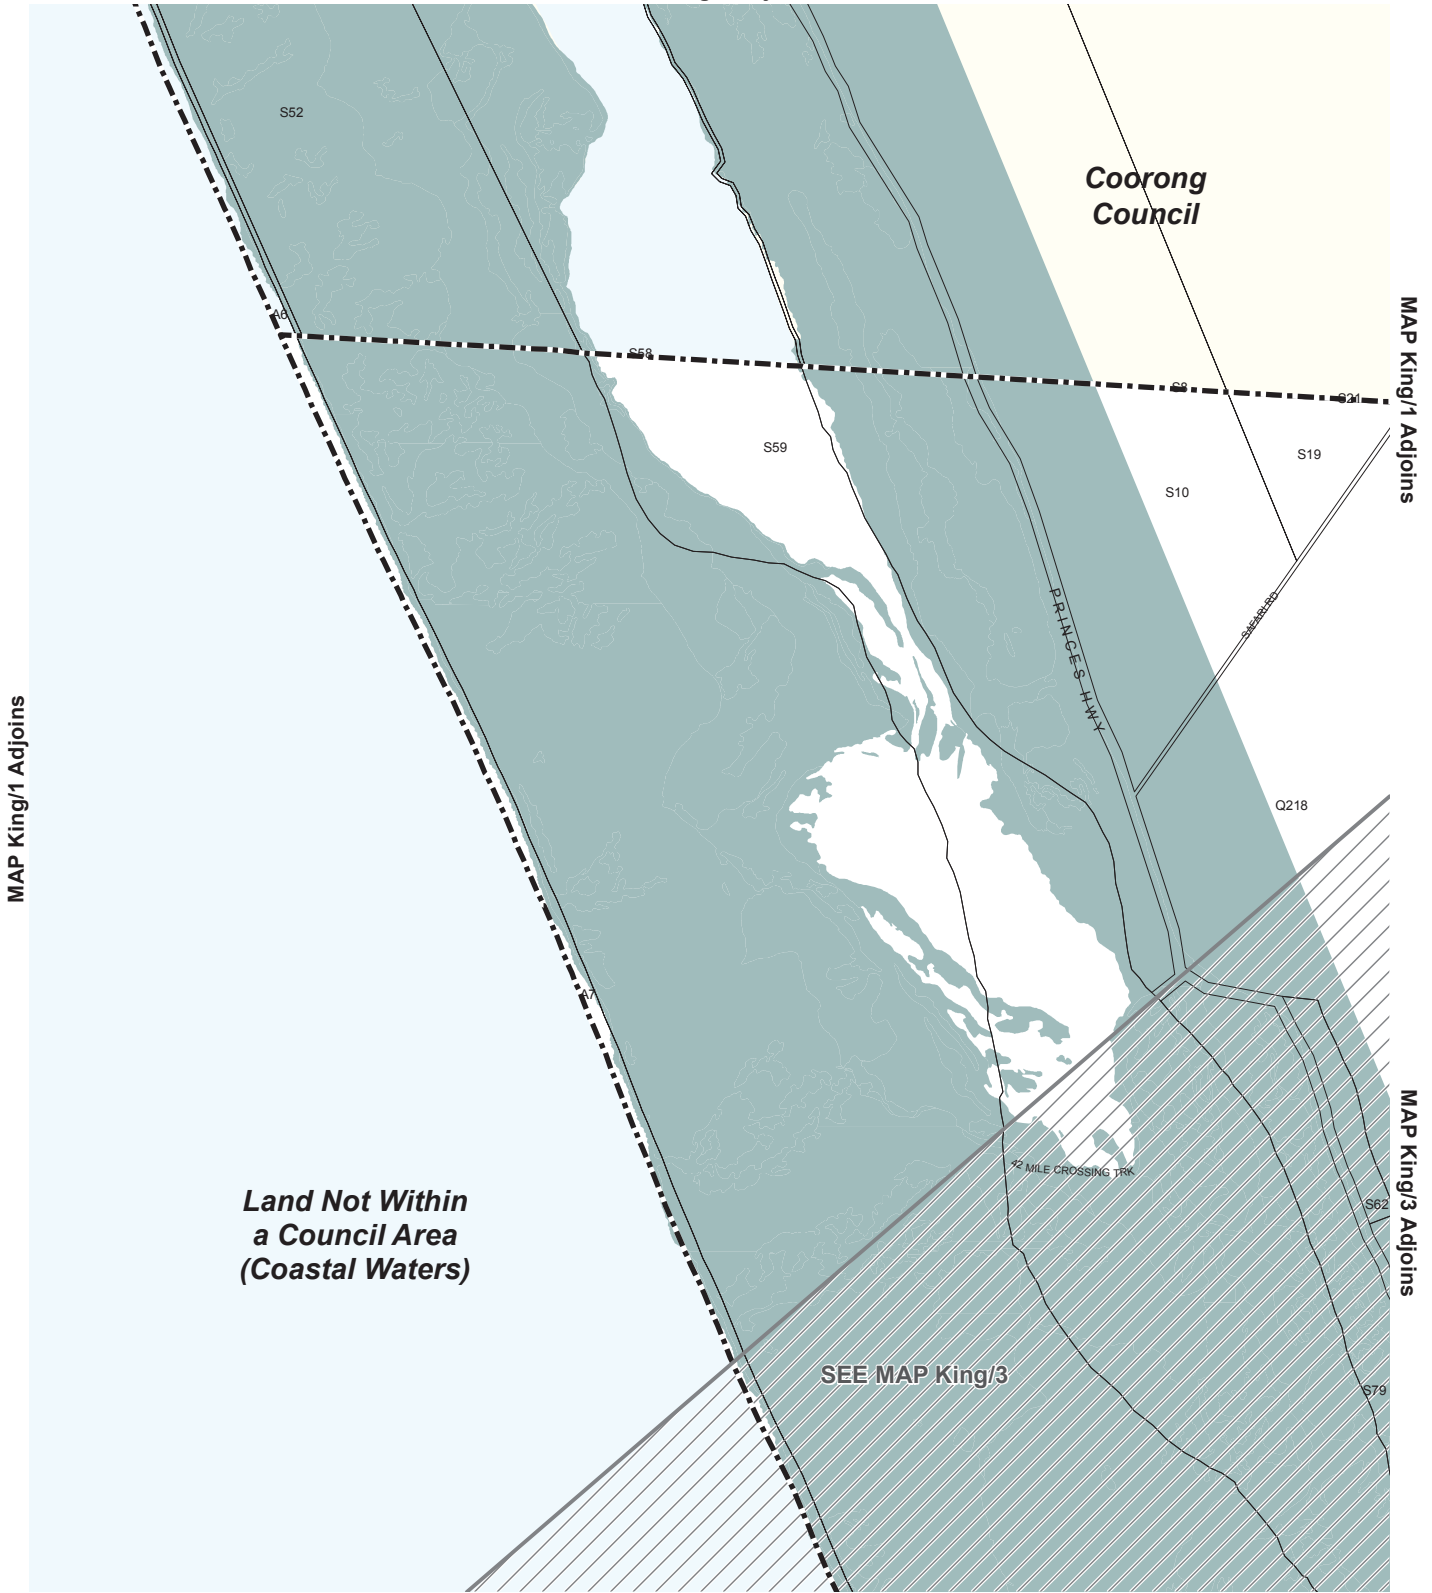 S52
Coorong
Council
A6
S58
S8
S21
MAP King/1 Adjoins
S59
S19
S10
PRINCES HWY
SAFARI RD
MAP King/1 Adjoins
Q218
A7
42 MILE CROSSING TRK
MAP King/3 Adjoins
S62
Land Not Within
a Council Area
(Coastal Waters)
SEE MAP King/3
S79